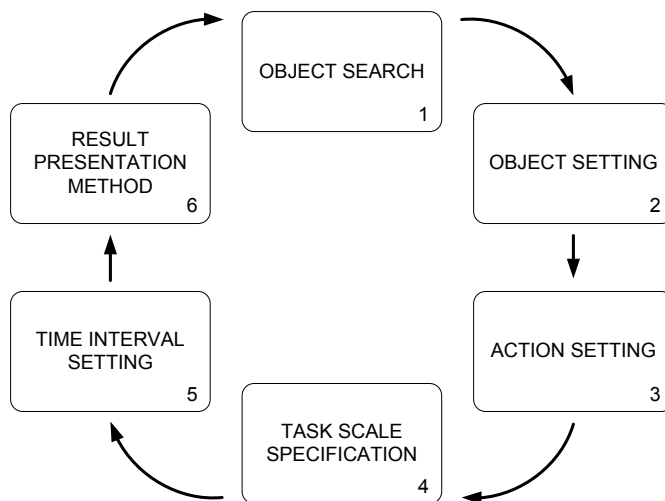 OBJECT SEARCH
1
OBJECT SETTING
2
ACTION SETTING
3
TASK SCALE
SPECIFICATION
4
TIME INTERVAL
SETTING
5
RESULT
PRESENTATION
METHOD
6